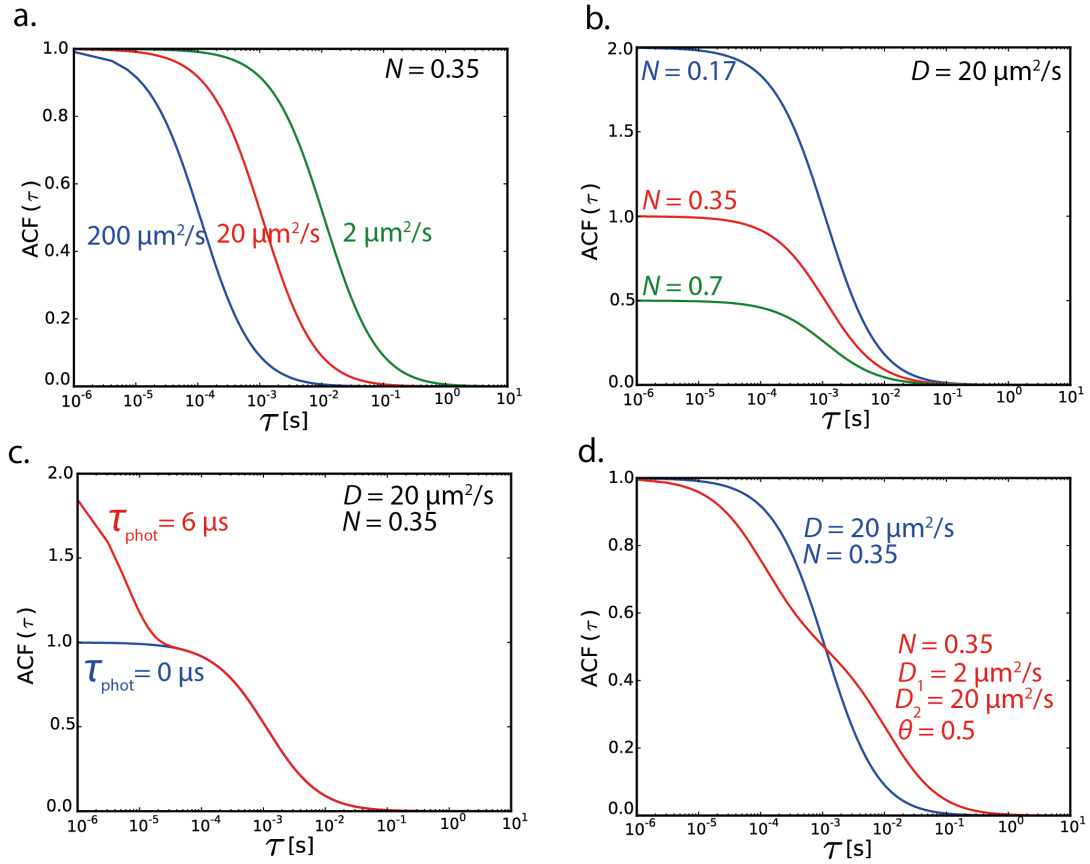 a.
1.0
0.8
0.6
0.4
0.2
0.0
ACF(τ)
N = 0.35
200 μm²/s
20 μm²/s
2 μm²/s
10⁻⁶ 10⁻⁵ 10⁻⁴ 10⁻³ 10⁻² 10⁻¹ 10⁰ 10¹
τ [s]
b.
2.0
1.5
1.0
0.5
0.0
ACF(τ)
N = 0.17
D = 20 μm²/s
N = 0.35
N = 0.7
10⁻⁶ 10⁻⁵ 10⁻⁴ 10⁻³ 10⁻² 10⁻¹ 10⁰ 10¹
τ [s]
c.
2.0
1.5
1.0
0.5
0.0
ACF(τ)
D = 20 μm²/s
N = 0.35
τphot = 6 μs
τphot = 0 μs
10⁻⁶ 10⁻⁵ 10⁻⁴ 10⁻³ 10⁻² 10⁻¹ 10⁰ 10¹
τ [s]
d.
1.0
0.8
0.6
0.4
0.2
0.0
ACF(τ)
D = 20 μm²/s
N = 0.35
N = 0.35
D₁ = 2 μm²/s
D₂ = 20 μm²/s
θ = 0.5
10⁻⁶ 10⁻⁵ 10⁻⁴ 10⁻³ 10⁻² 10⁻¹ 10⁰ 10¹
τ [s]